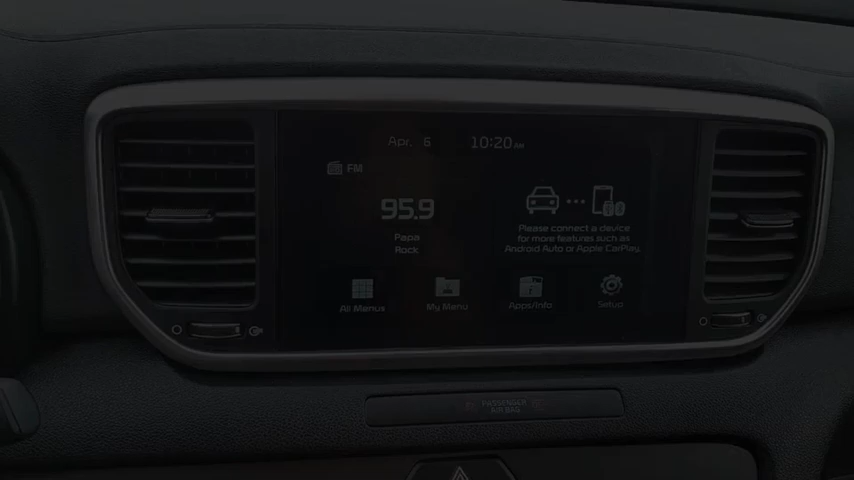 Apr. 6 10:20 AM
FM
95.9
Papa
Rock
Please connect a device
for more features such as
Android Auto or Apple CarPlay
All Menus
My Menu
Apps/Info
Setup
PASSENGER
AIR BAG